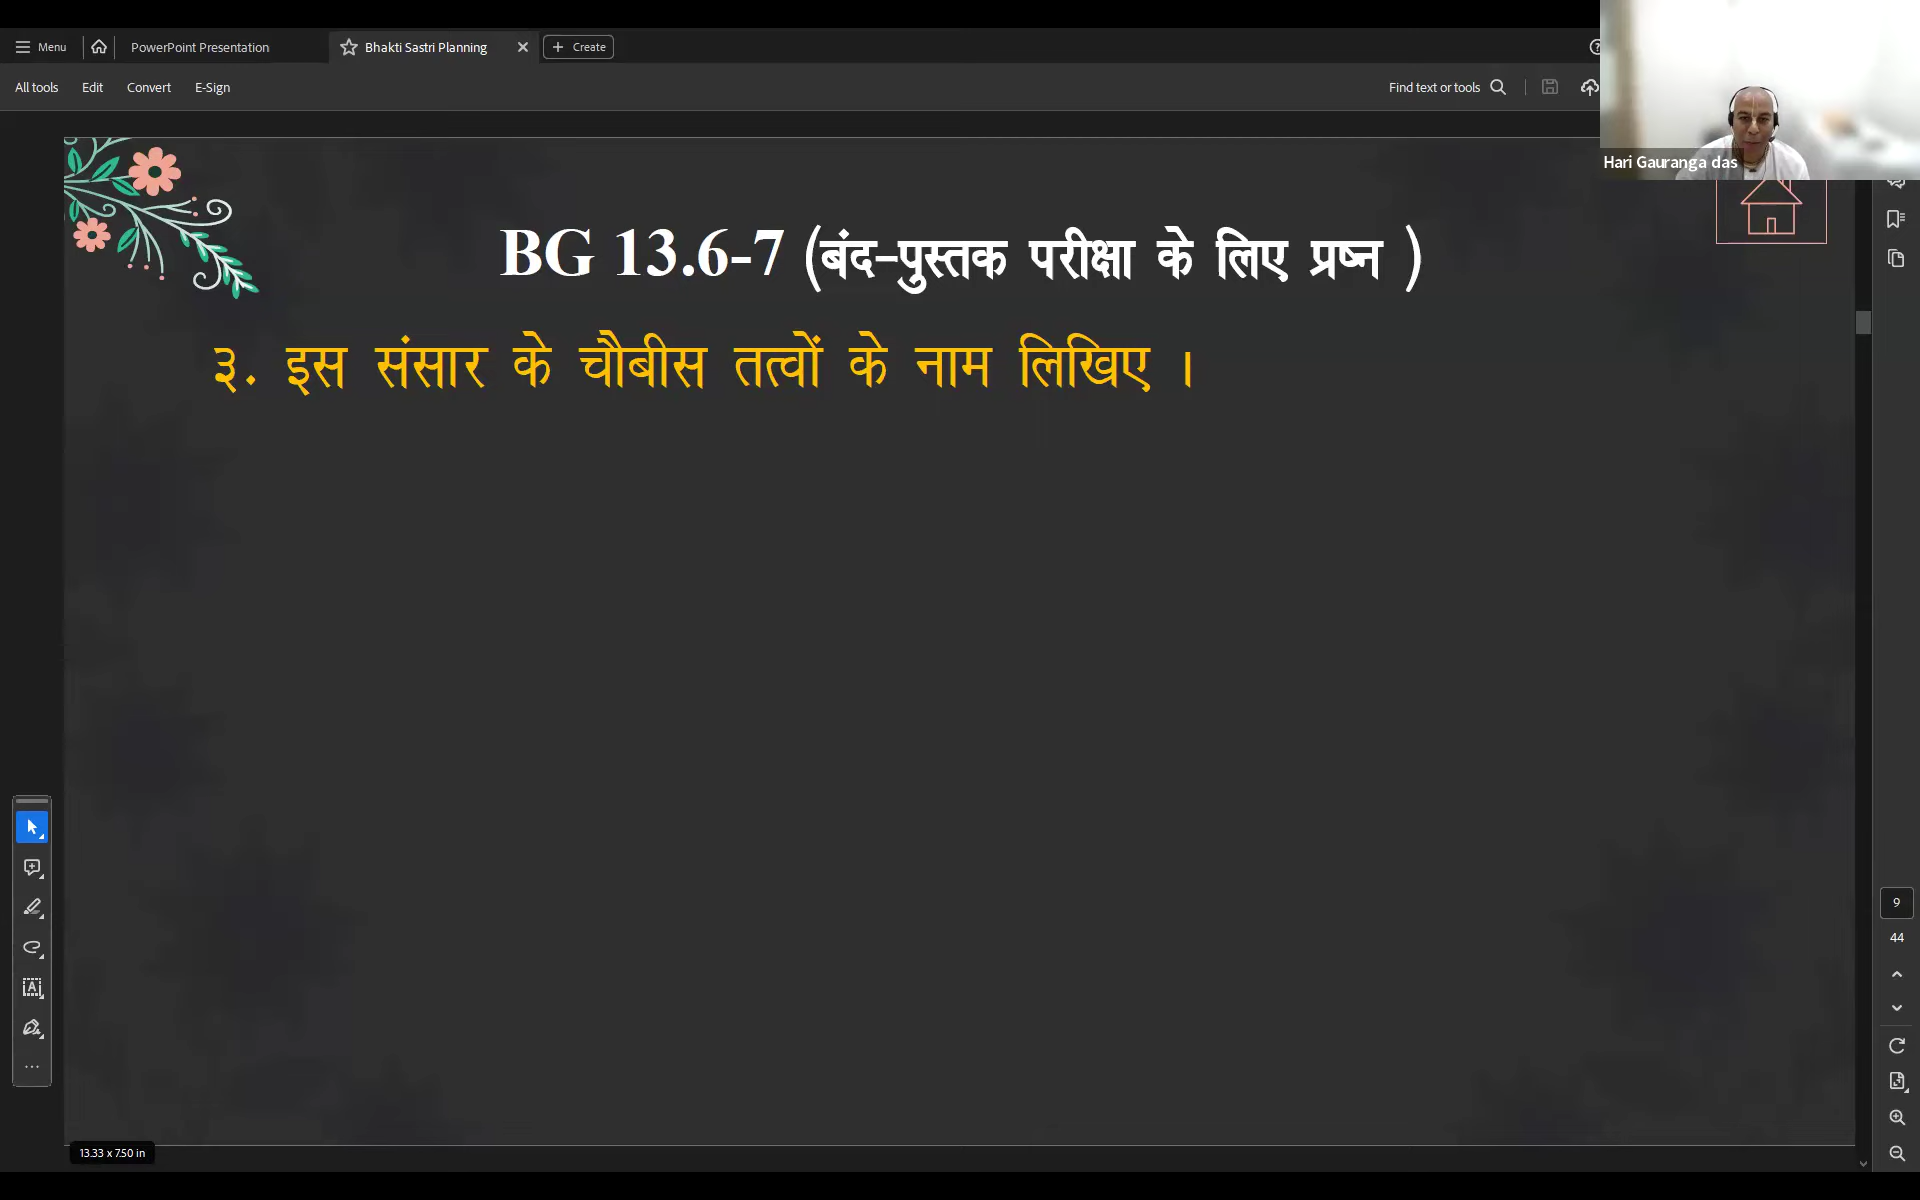 Menu
PowerPoint Presentation
Bhakti Sastri Planning
Create
All tools
Edit
Convert
E-Sign
Find text or tools
Hari Gauranga das
BG 13.6-7 (बंद-पुस्तक परीक्षा के लिए प्रश्न )
३. इस संसार के चौबीस तत्वों के नाम लिखिए ।
9
44
13.33 x 7.50 in